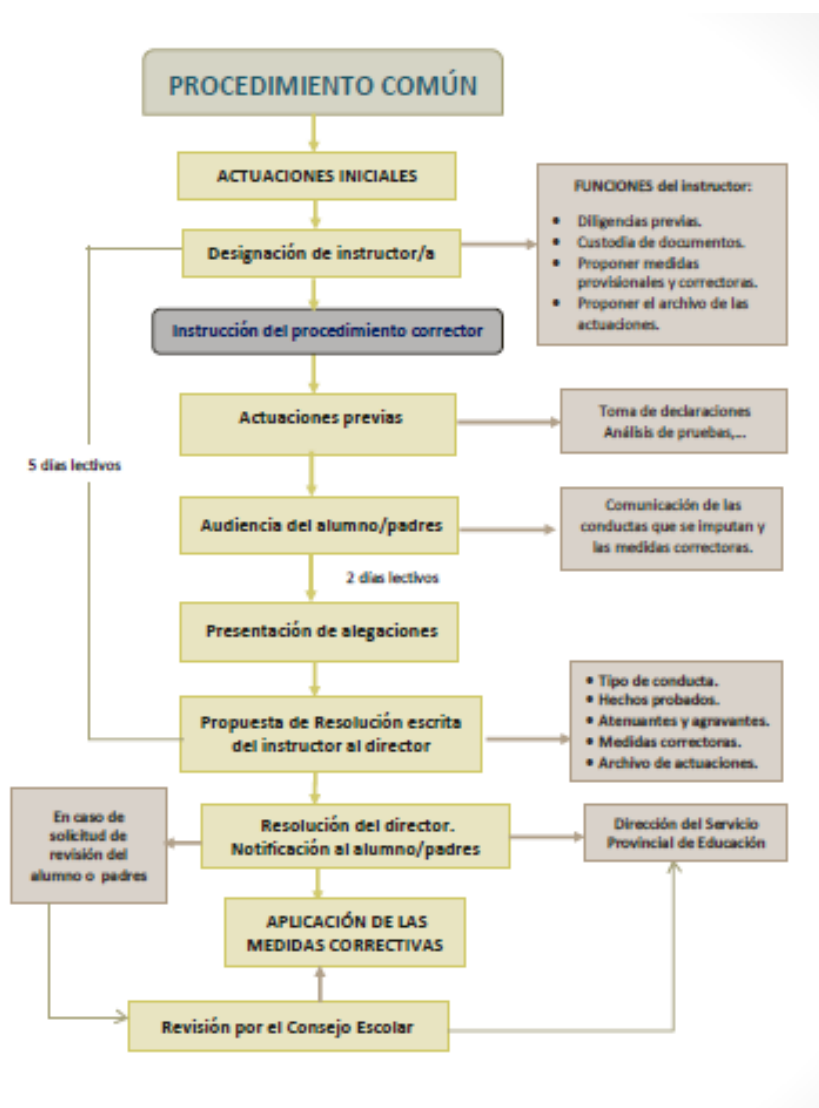 PROCEDIMIENTO COMÚN
ACTUACIONES INICIALES
FUNCIONES del instructor:
• Diligencias previas.
• Custodia de documentos.
• Proponer medidas
provisionales y correctoras.
• Proponer el archivo de las
actuaciones.
Designación de instructor/a
Instrucción del procedimiento corrector
Actuaciones previas
Toma de declaraciones
Análisis de pruebas,...
5 días lectivos
Audiencia del alumno/padres
Comunicación de las
conductas que se imputan y
las medidas correctoras.
2 días lectivos
Presentación de alegaciones
Propuesta de Resolución escrita
del instructor al director
• Tipo de conducta.
• Hechos probados.
• Atenuantes y agravantes.
• Medidas correctoras.
• Archivo de actuaciones.
En caso de
solicitud de
revisión del
alumno o padres
Resolución del director.
Notificación al alumno/padres
Dirección del Servicio
Provincial de Educación
APLICACIÓN DE LAS
MEDIDAS CORRECTIVAS
Revisión por el Consejo Escolar